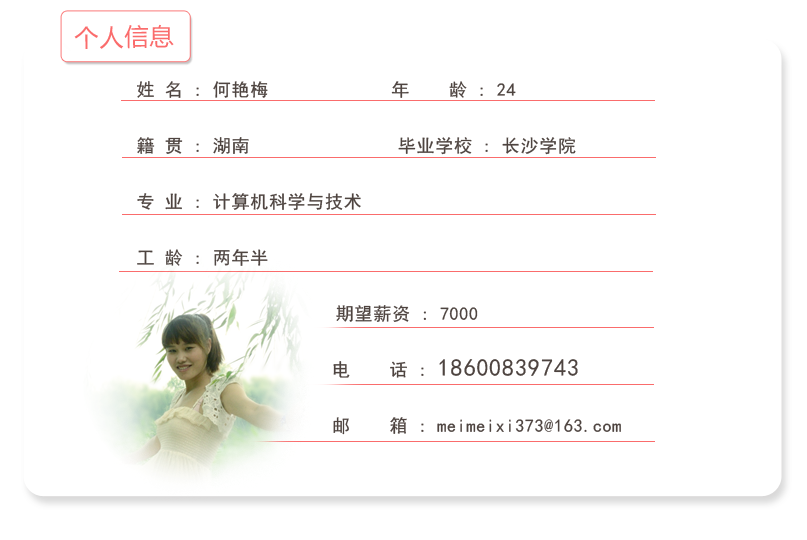 个人信息
姓 名 : 何艳梅 年 龄 : 24
籍 贯 : 湖南 毕业学校 : 长沙学院
专 业 : 计算机科学与技术
工 龄 : 两年半
期望薪资 : 7000
电 话 : 18600839743
邮 箱 : meimeixi373@163.com